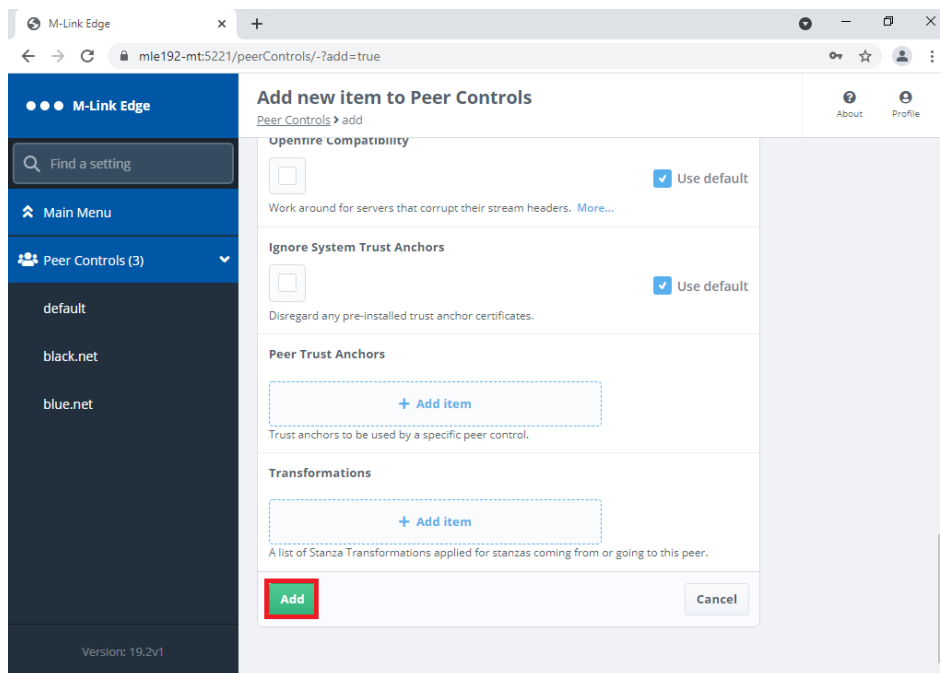 M-Link Edge
mle192-mt:5221/peerControls/-?add=true
M-Link Edge
Find a setting
Main Menu
Peer Controls (3)
default
black.net
blue.net
Version: 19.2v1
Add new item to Peer Controls
Peer Controls > add
About
Profile
Openfire Compatibility
Use default
Work around for servers that corrupt their stream headers. More...
Ignore System Trust Anchors
Use default
Disregard any pre-installed trust anchor certificates.
Peer Trust Anchors
+ Add item
Trust anchors to be used by a specific peer control.
Transformations
+ Add item
A list of Stanza Transformations applied for stanzas coming from or going to this peer.
Add
Cancel